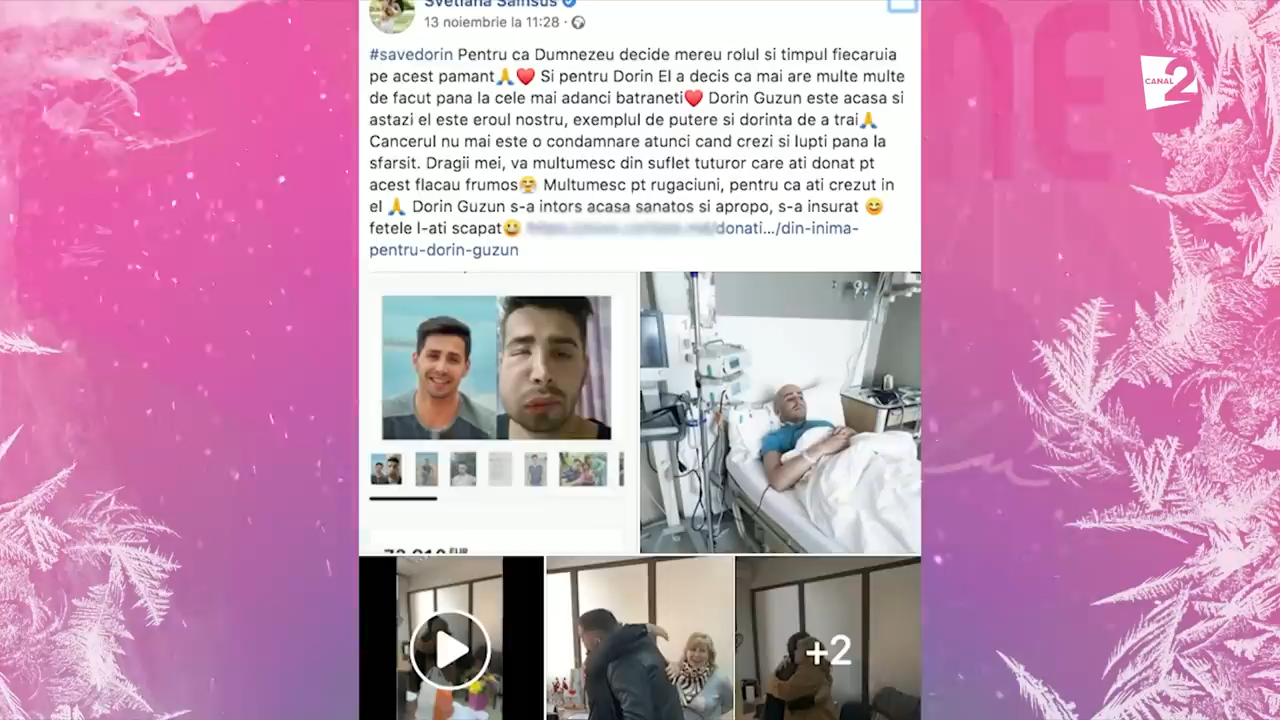 Svetlana Sainsus
13 noiembrie la 11:28 ·
CANAL 2
#savedorin Pentru ca Dumnezeu decide mereu rolul si timpul fiecaruia
pe acest pamant🙏❤️ Si pentru Dorin El a decis ca mai are multe multe
de facut pana la cele mai adanci batraneti❤️ Dorin Guzun este acasa si
astazi el este eroul nostru, exemplul de putere si dorinta de a trai🙏
Cancerul nu mai este o condamnare atunci cand crezi si lupti pana la
sfarsit. Dragii mei, va multumesc din suflet tuturor care ati donat pt
acest flacau frumos😤 Multumesc pt rugaciuni, pentru ca ati crezut in
el 🙏 Dorin Guzun s-a intors acasa sanatos si apropo, s-a insurat 😊
fetele l-ati scapat😀 donati.../din-inima-
pentru-dorin-guzun
EUR
+2